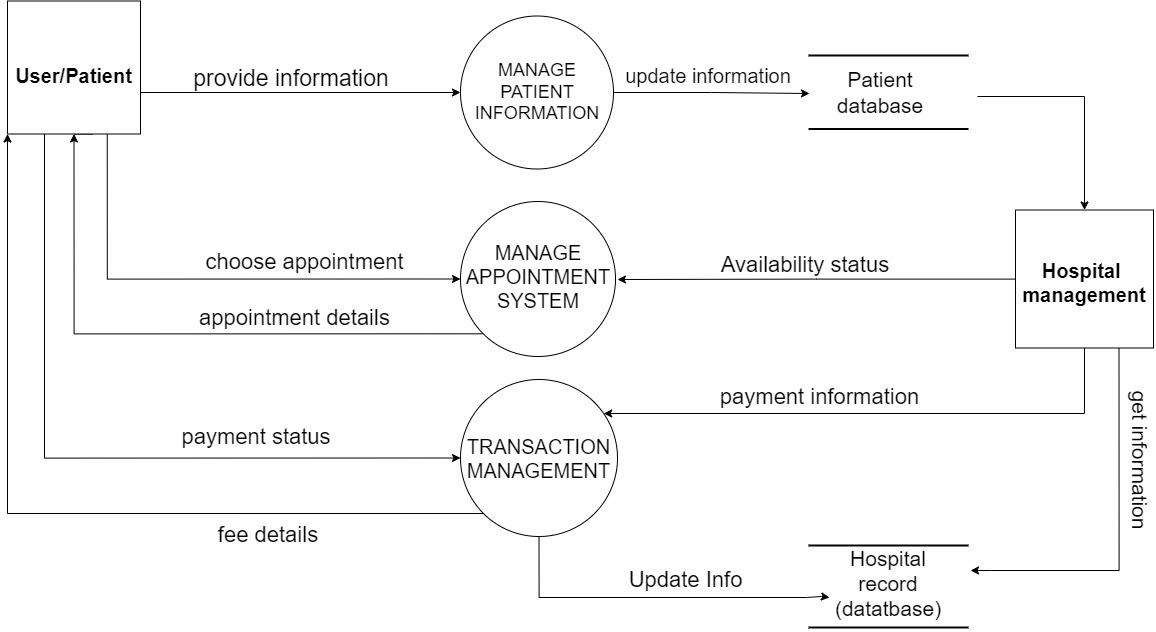 User/Patient
provide information
MANAGE
PATIENT
INFORMATION
update information
Patient
database
choose appointment
appointment details
MANAGE
APPOINTMENT
SYSTEM
Availability status
Hospital
management
payment information
get information
payment status
TRANSACTION
MANAGEMENT
fee details
Update Info
Hospital
record
(datatbase)